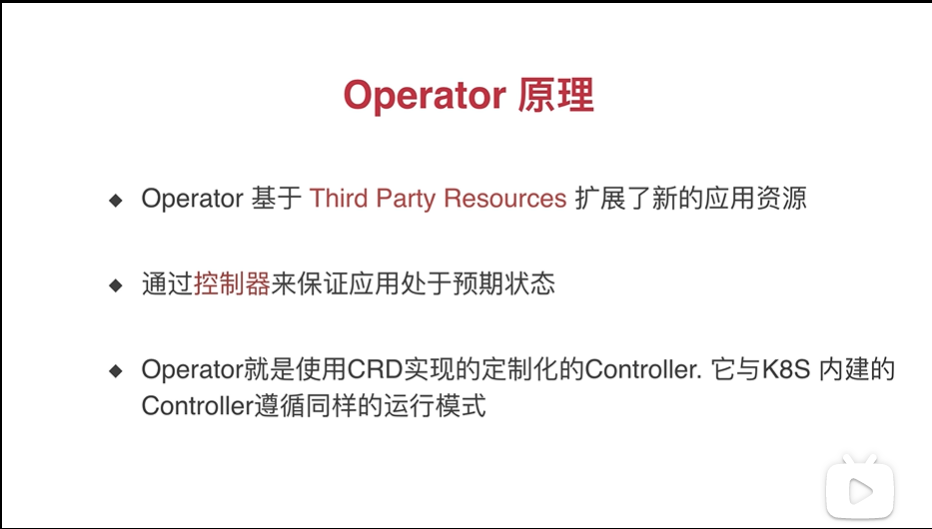 Operator 原理
Operator 基于 Third Party Resources 扩展了新的应用资源
通过控制器来保证应用处于预期状态
Operator就是使用CRD实现的定制化的Controller. 它与K8S 内建的
Controller遵循同样的运行模式